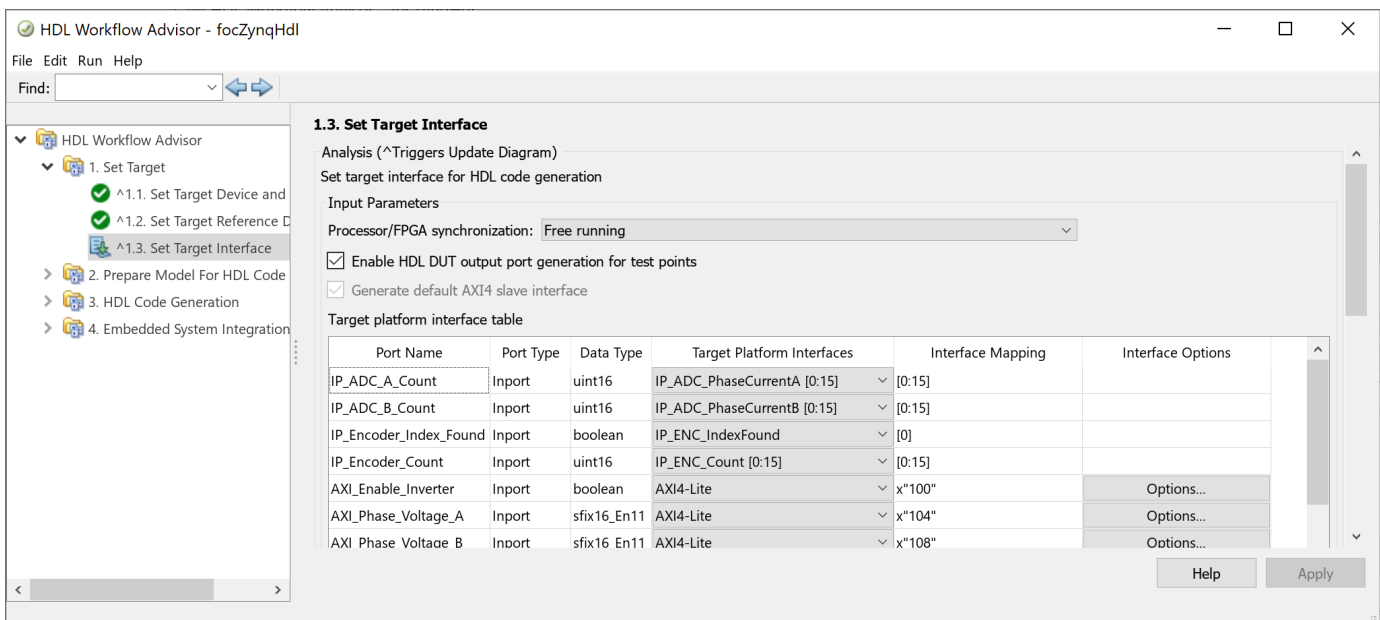 HDL Workflow Advisor - focZynqHdl
File Edit Run Help
Find:
HDL Workflow Advisor
1. Set Target
^1.1. Set Target Device and
^1.2. Set Target Reference D
^1.3. Set Target Interface
2. Prepare Model For HDL Code
3. HDL Code Generation
4. Embedded System Integration
1.3. Set Target Interface
Analysis (^Triggers Update Diagram)
Set target interface for HDL code generation
Input Parameters
Processor/FPGA synchronization: Free running
Enable HDL DUT output port generation for test points
Generate default AXI4 slave interface
Target platform interface table
Port Name Port Type Data Type Target Platform Interfaces Interface Mapping Interface Options
IP_ADC_A_Count Inport uint16 IP_ADC_PhaseCurrentA [0:15] [0:15]
IP_ADC_B_Count Inport uint16 IP_ADC_PhaseCurrentB [0:15] [0:15]
IP_Encoder_Index_Found Inport boolean IP_ENC_IndexFound [0]
IP_Encoder_Count Inport uint16 IP_ENC_Count [0:15] [0:15]
AXI_Enable_Inverter Inport boolean AXI4-Lite x"100" Options...
AXI_Phase_Voltage_A Inport sfix16_En11 AXI4-Lite x"104" Options...
AXI_Phase_Voltage_B Inport sfix16_En11 AXI4-Lite x"108" Options...
Help Apply